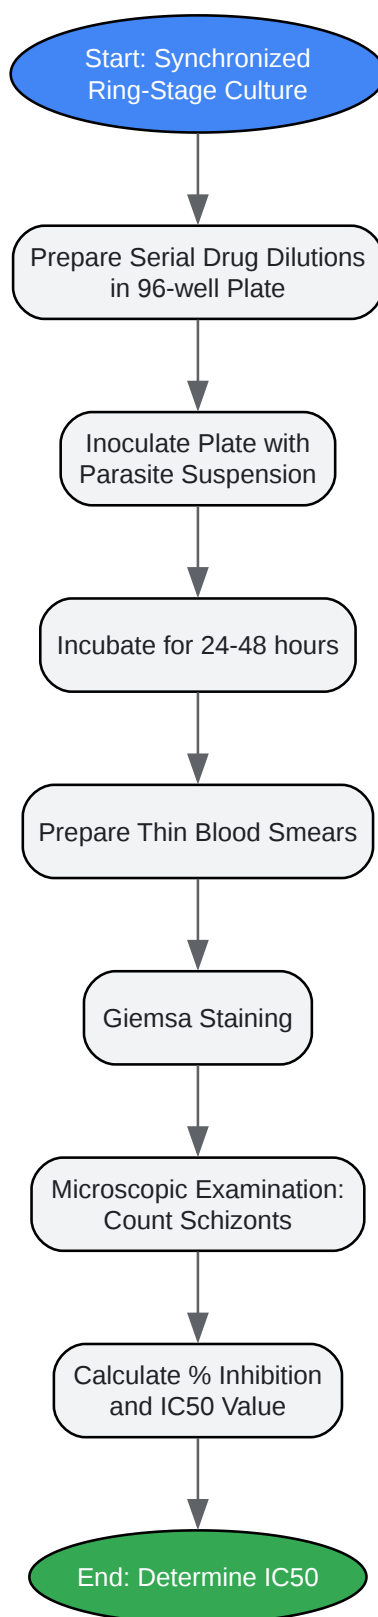 Start: Synchronized
Ring-Stage Culture
Prepare Serial Drug Dilutions
in 96-well Plate
Inoculate Plate with
Parasite Suspension
Incubate for 24-48 hours
Prepare Thin Blood Smears
Giemsa Staining
Microscopic Examination:
Count Schizonts
Calculate % Inhibition
and IC50 Value
End: Determine IC50